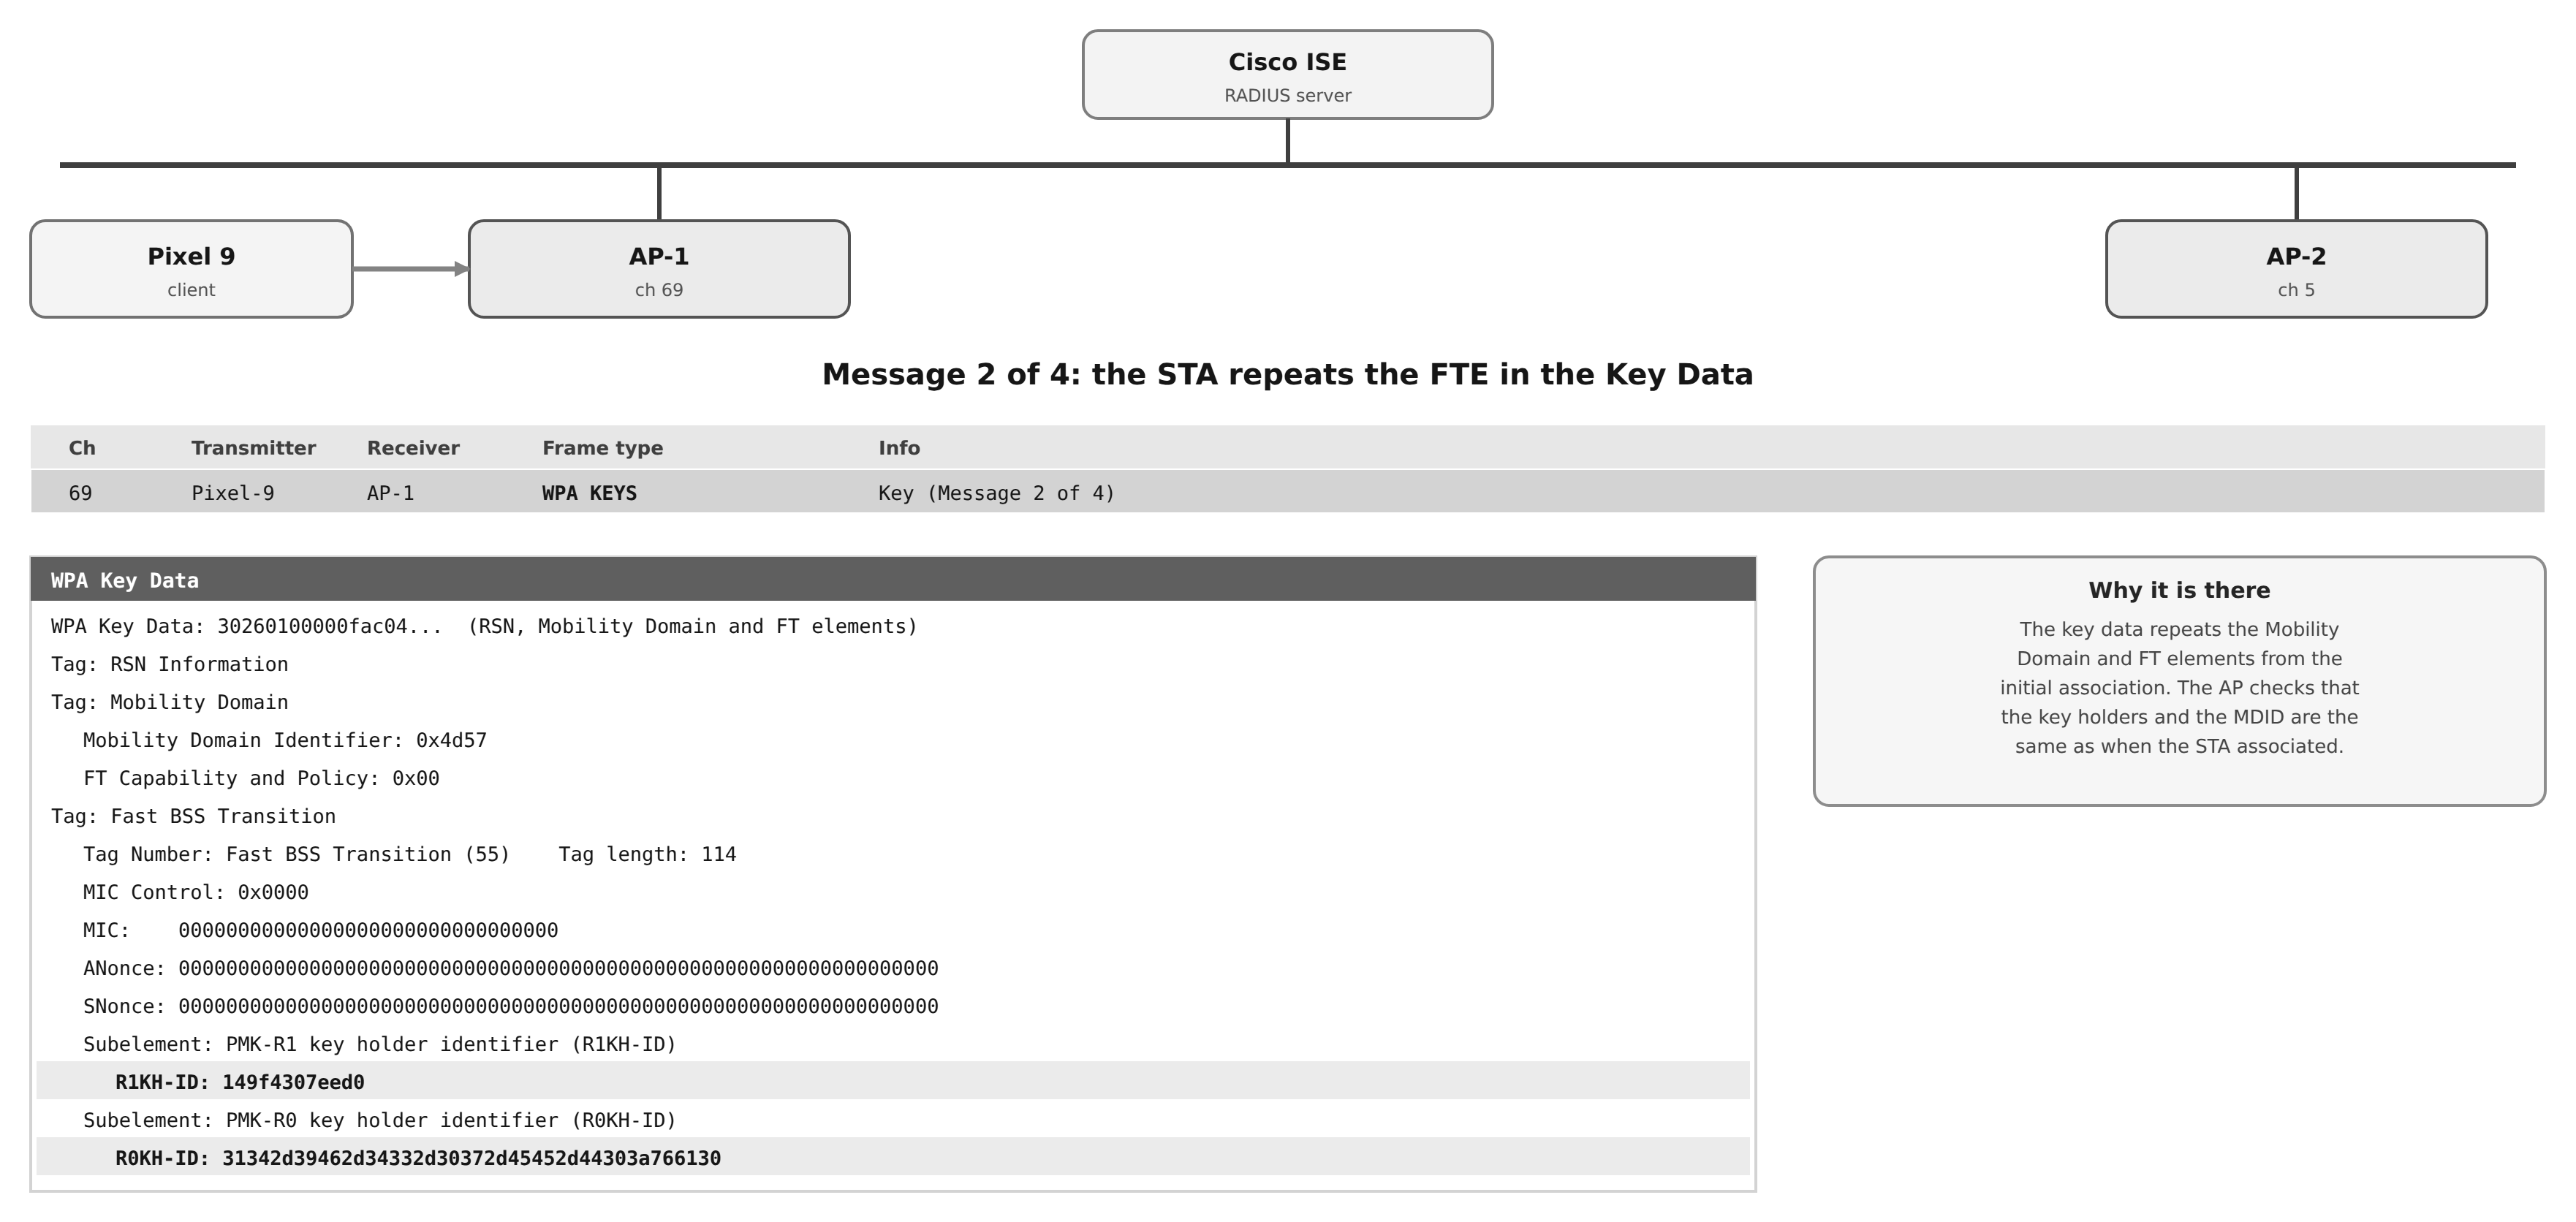 Cisco ISE
RADIUS server
Pixel 9
client
AP-1
ch 69
AP-2
ch 5
Message 2 of 4: the STA repeats the FTE in the Key Data
Ch Transmitter Receiver Frame type Info
69 Pixel-9 AP-1 WPA KEYS Key (Message 2 of 4)
WPA Key Data
WPA Key Data: 30260100000fac04... (RSN, Mobility Domain and FT elements)
Tag: RSN Information
Tag: Mobility Domain
Mobility Domain Identifier: 0x4d57
FT Capability and Policy: 0x00
Tag: Fast BSS Transition
Tag Number: Fast BSS Transition (55) Tag length: 114
MIC Control: 0x0000
MIC: 00000000000000000000000000000000
ANonce: 0000000000000000000000000000000000000000000000000000000000000000
SNonce: 0000000000000000000000000000000000000000000000000000000000000000
Subelement: PMK-R1 key holder identifier (R1KH-ID)
R1KH-ID: 149f4307eed0
Subelement: PMK-R0 key holder identifier (R0KH-ID)
R0KH-ID: 31342d39462d34332d30372d45452d44303a766130
Why it is there
The key data repeats the Mobility
Domain and FT elements from the
initial association. The AP checks that
the key holders and the MDID are the
same as when the STA associated.